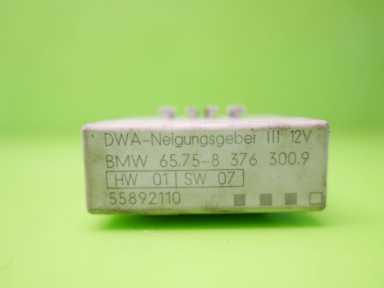 DWA-Neigungsgeber III 12V
BMW 65.75-8 376 300.9
HW 01 SW 07
55892110